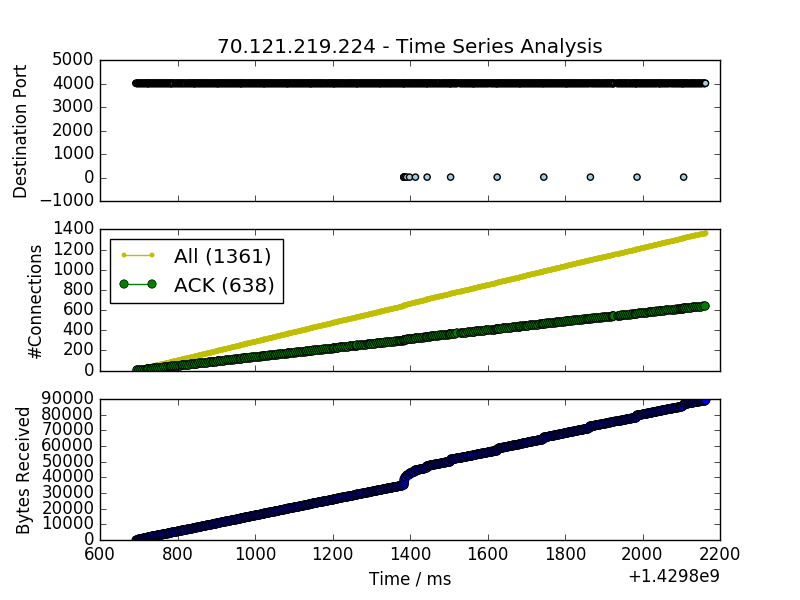 70.121.219.224 - Time Series Analysis
Destination Port
5000
4000
3000
2000
1000
0
−1000
#Connections
1400
1200
1000
800
600
400
200
0
All (1361)
ACK (638)
Bytes Received
90000
80000
70000
60000
50000
40000
30000
20000
10000
0
600 800 1000 1200 1400 1600 1800 2000 2200
Time / ms
+1.4298e9